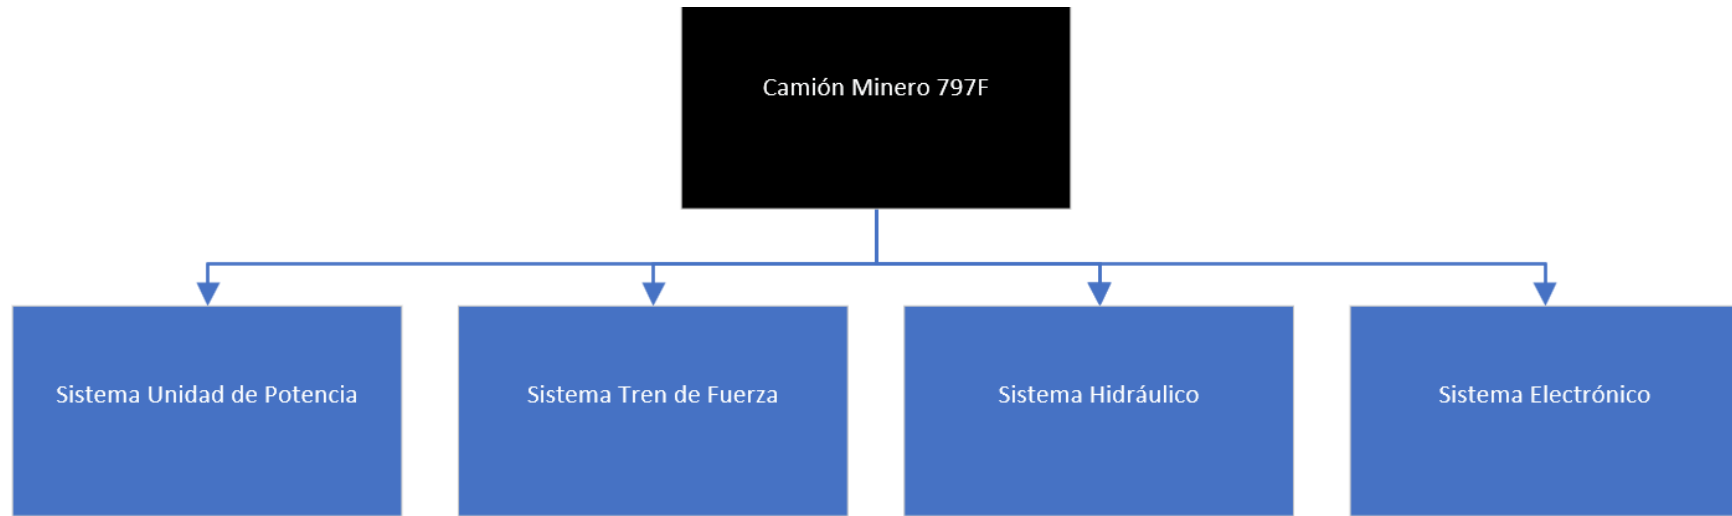 Camión Minero 797F
Sistema Unidad de Potencia
Sistema Tren de Fuerza
Sistema Hidráulico
Sistema Electrónico